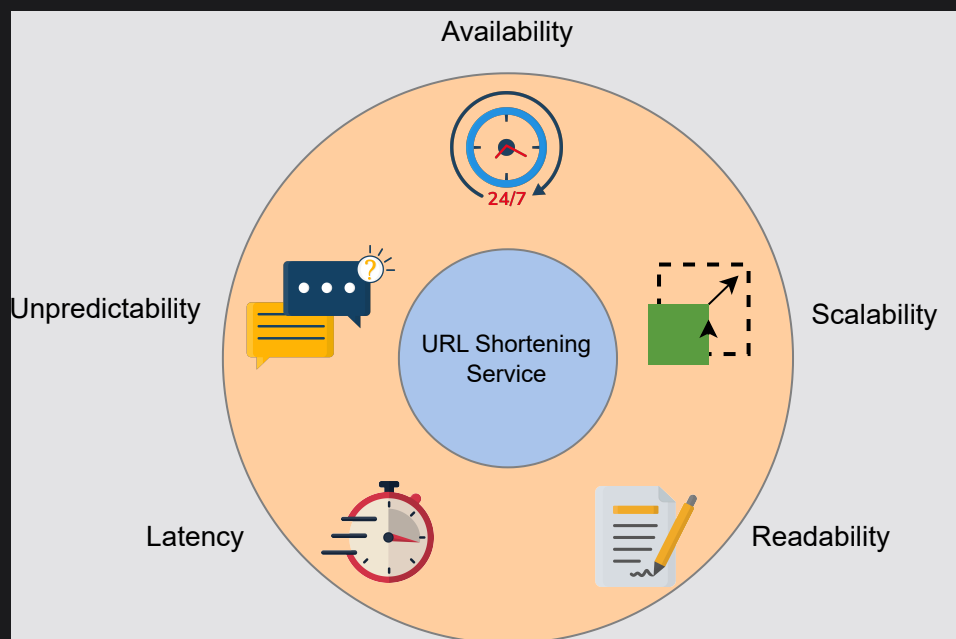 Availability
24/7
?
Unpredictability
Scalability
URL Shortening
Service
Latency
Readability